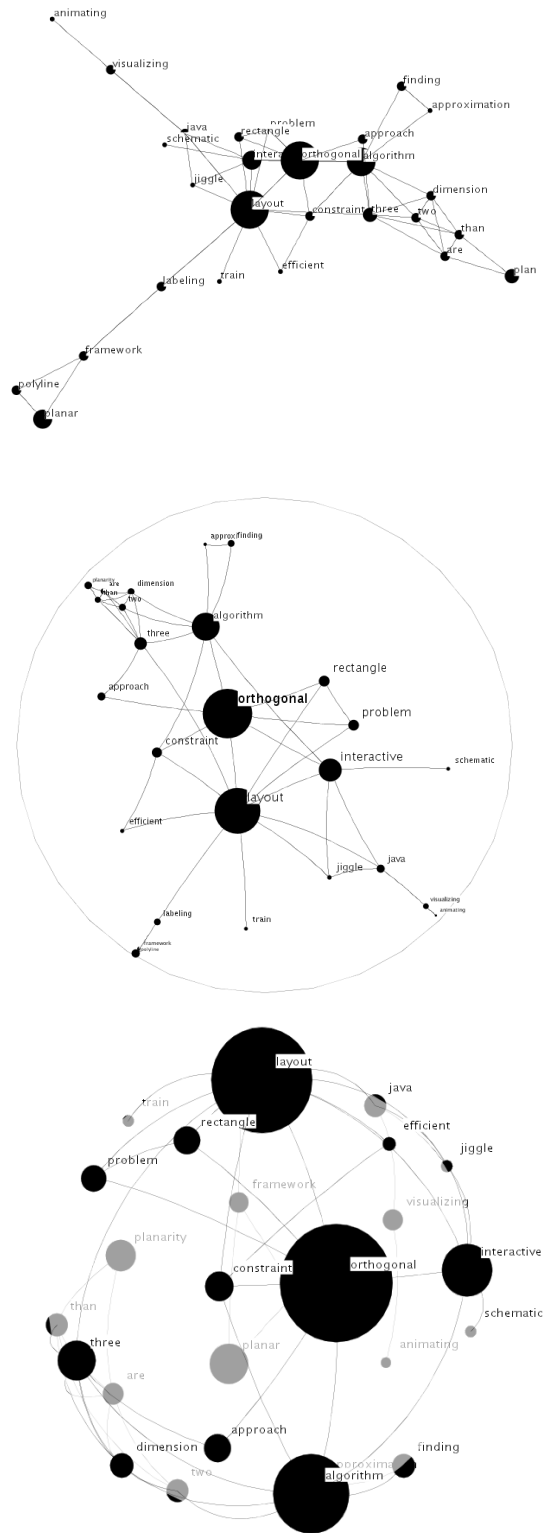 animating
visualizing
finding
approximation
java
rectangle
problem
approach
schematic
orthogonal
algorithm
jiggle
layout
constraint
three
two
dimension
than
are
plan
efficient
train
labeling
framework
polyline
planar
finding
planarity
are
dimension
than
two
algorithm
three
rectangle
approach
orthogonal
problem
constraint
interactive
schematic
layout
efficient
jiggle
java
visualizing
animating
labeling
train
framework
polyline
layout
java
train
rectangle
efficient
jiggle
problem
framework
visualizing
planarity
interactive
constraint
orthogonal
than
schematic
three
planar
animating
are
approach
dimension
finding
two
algorithm